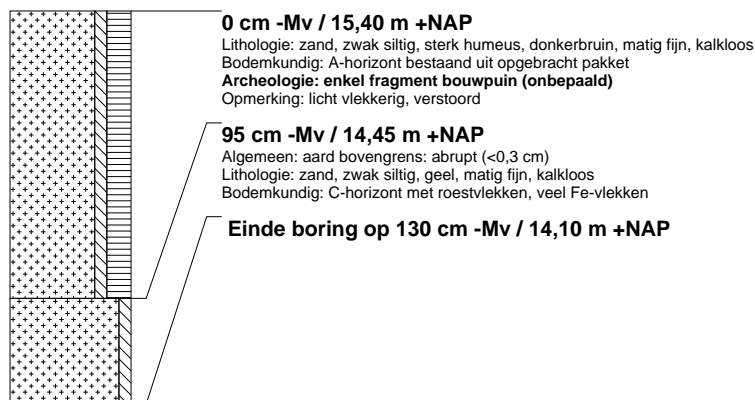 0 cm -Mv / 15,40 m +NAP
Lithologie: zand, zwak siltig, sterk humeus, donkerbruin, matig fijn, kalkloos
Bodemkundig: A-horizont bestaand uit opgebracht pakket
Archeologie: enkel fragment bouwpuin (onbepaald)
Opmerking: licht vlekkerig, verstoord
95 cm -Mv / 14,45 m +NAP
Algemeen: aard bovengrens: abrupt (<0,3 cm)
Lithologie: zand, zwak siltig, geel, matig fijn, kalkloos
Bodemkundig: C-horizont met roestvlekken, veel Fe-vlekken
Einde boring op 130 cm -Mv / 14,10 m +NAP